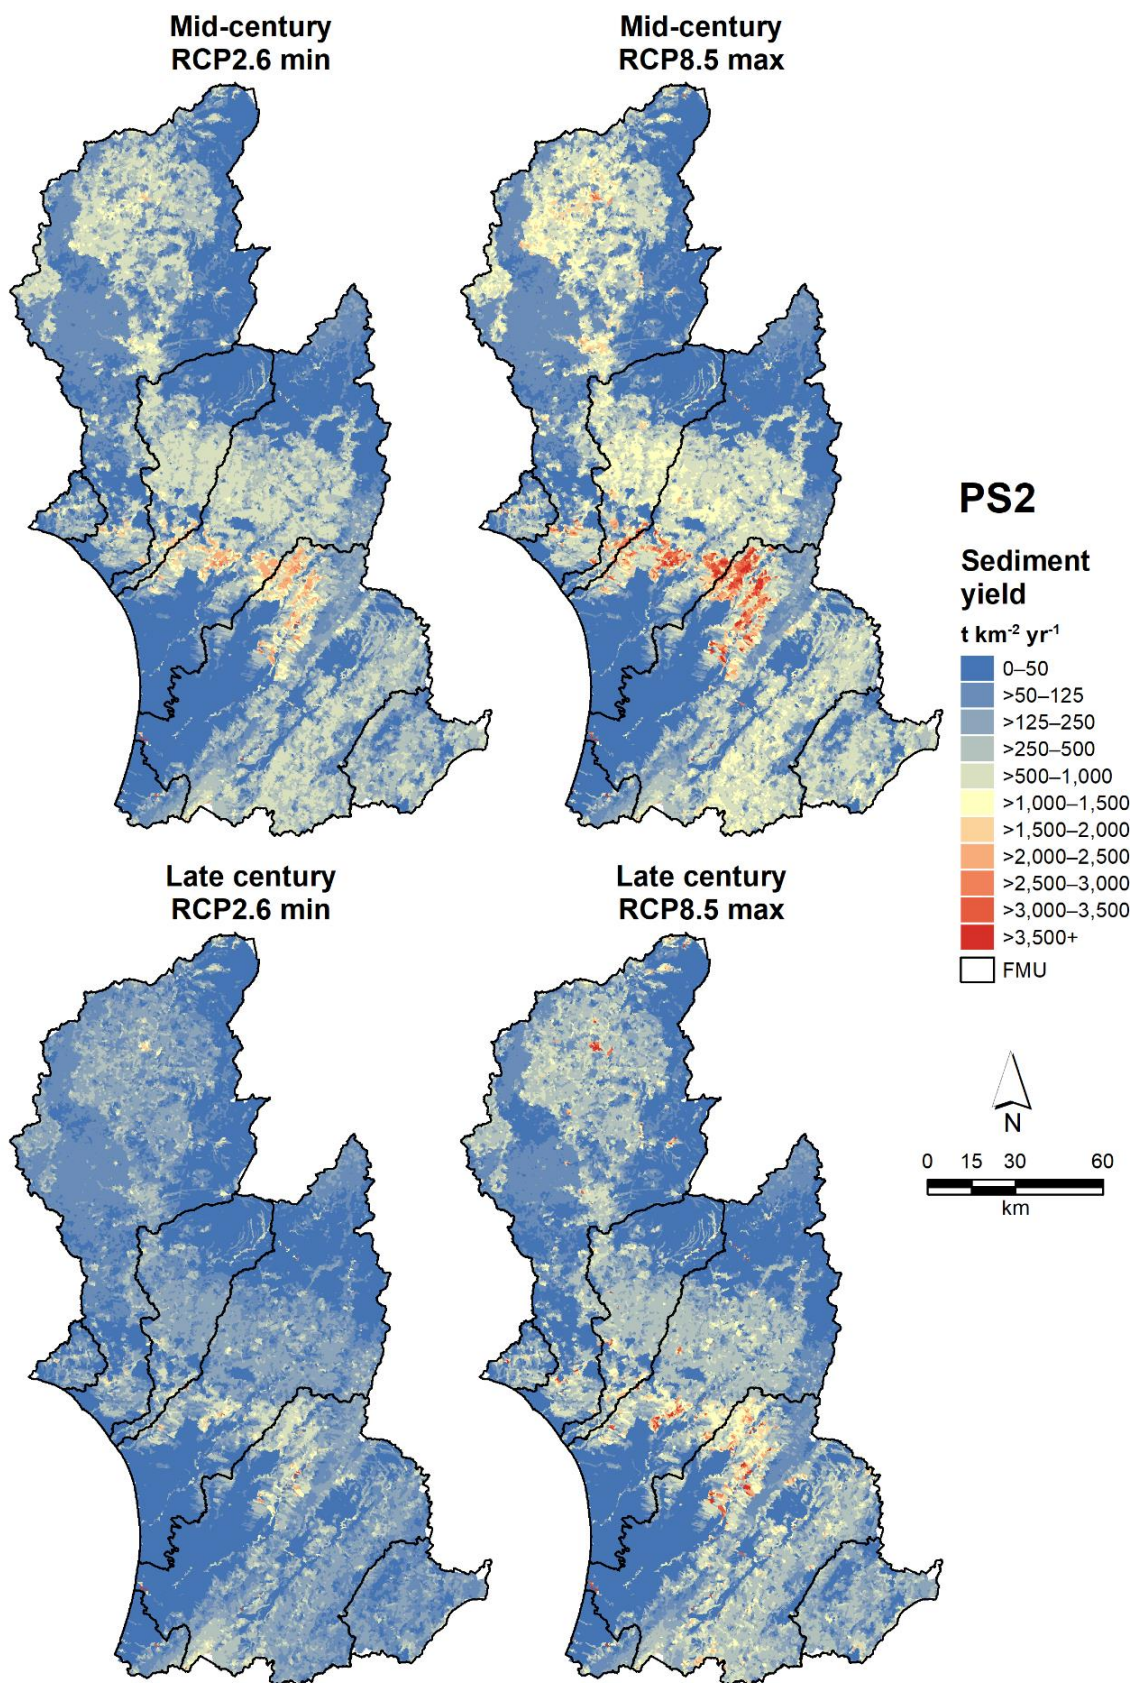 Mid-century
RCP2.6 min
Mid-century
RCP8.5 max
PS2
Sediment
yield
t km⁻² yr⁻¹
0–50
>50–125
>125–250
>250–500
>500–1,000
>1,000–1,500
>1,500–2,000
>2,000–2,500
>2,500–3,000
>3,000–3,500
>3,500+
FMU
Late century
RCP2.6 min
Late century
RCP8.5 max
N
0 15 30 60
km